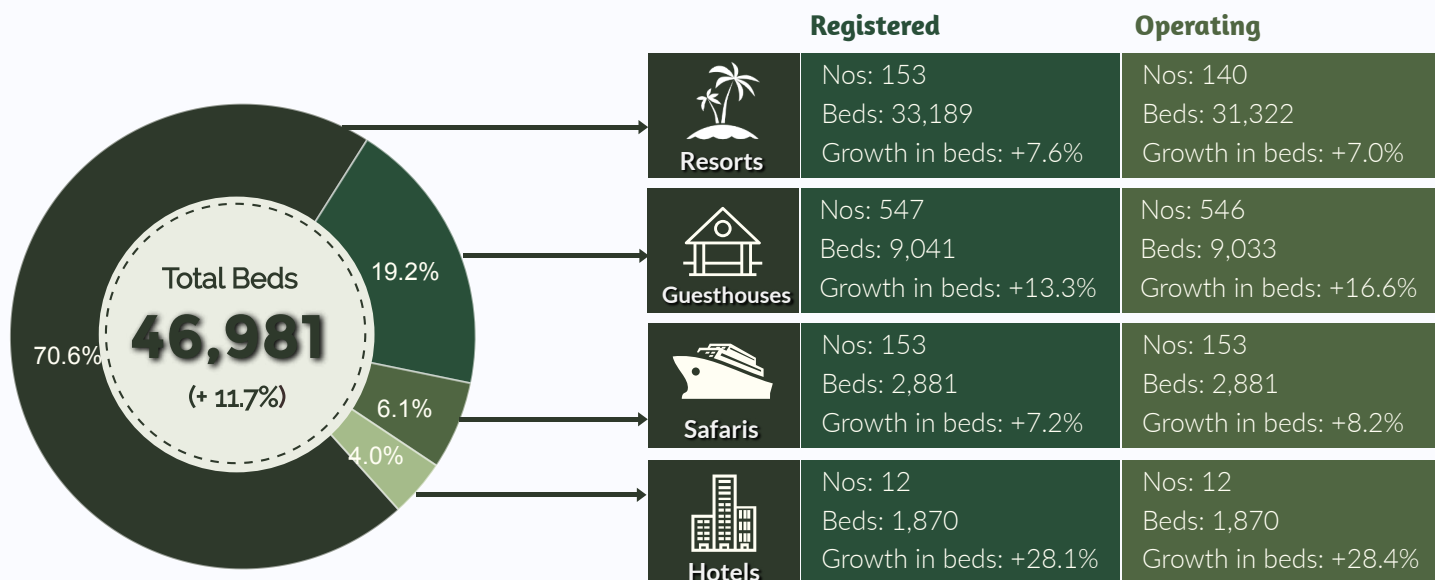 Registered
Operating
Total Beds
46,981
(+ 11.7%)
70.6%
19.2%
6.1%
4.0%
Resorts
Nos: 153
Beds: 33,189
Growth in beds: +7.6%
Nos: 140
Beds: 31,322
Growth in beds: +7.0%
Guesthouses
Nos: 547
Beds: 9,041
Growth in beds: +13.3%
Nos: 546
Beds: 9,033
Growth in beds: +16.6%
Safaris
Nos: 153
Beds: 2,881
Growth in beds: +7.2%
Nos: 153
Beds: 2,881
Growth in beds: +8.2%
Hotels
Nos: 12
Beds: 1,870
Growth in beds: +28.1%
Nos: 12
Beds: 1,870
Growth in beds: +28.4%